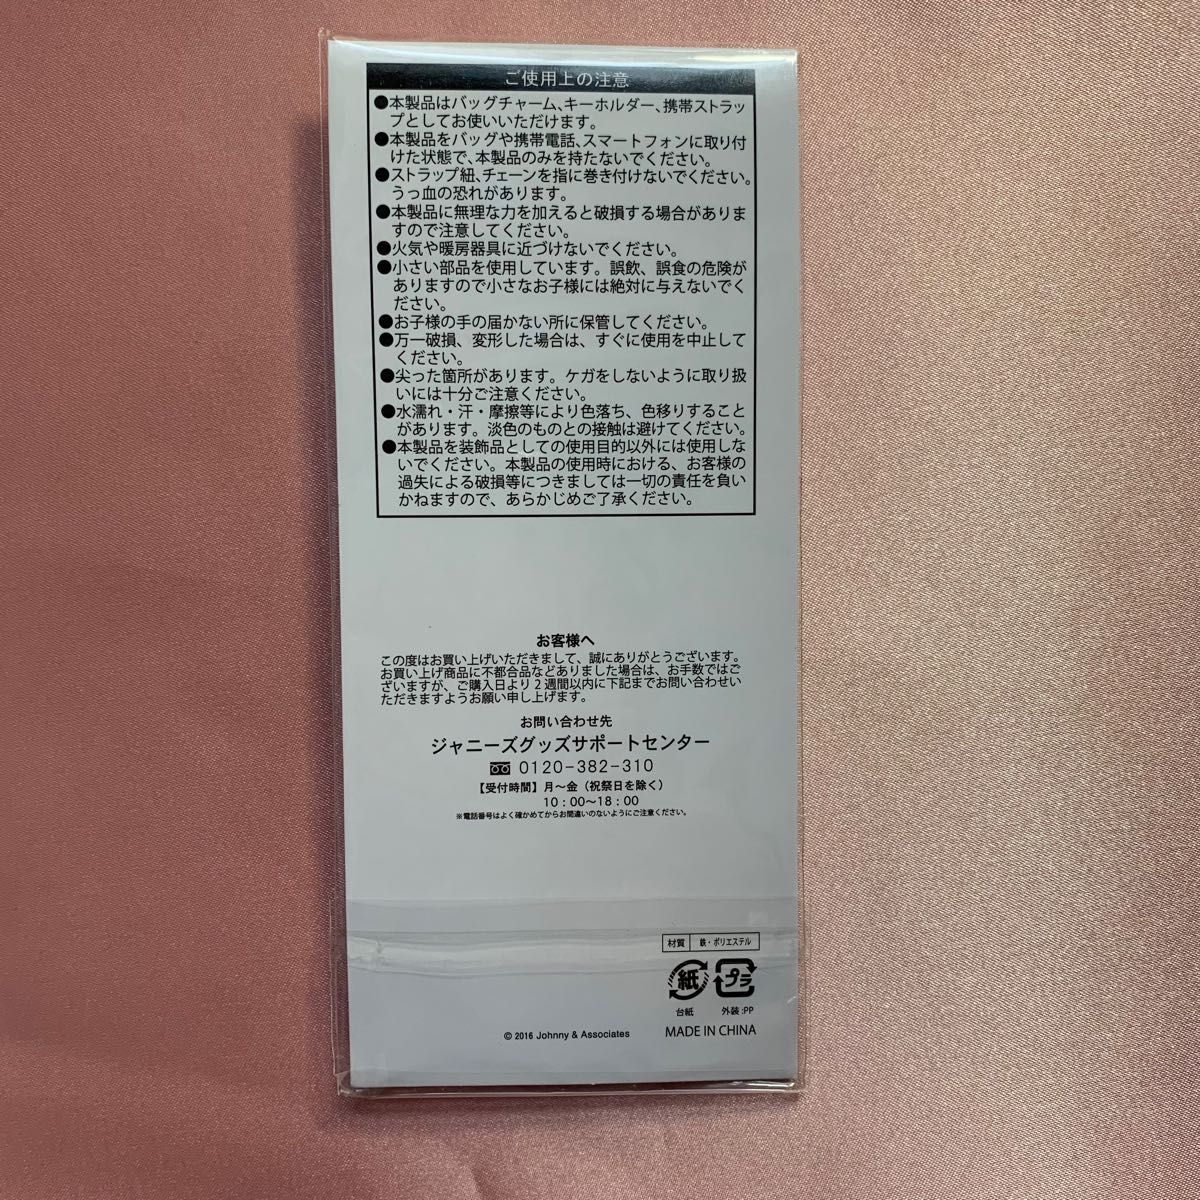 ご使用上の注意
●本製品はバッグチャーム、キーホルダー、携帯ストラッ
プとしてお使いいただけます。
●本製品をバッグや携帯電話、スマートフォンに取り付
けた状態で、本製品のみを持たないでください。
●ストラップ紐、チェーンを指に巻き付けないでください。
うっ血の恐れがあります。
●本製品に無理な力を加えると破損する場合がありま
すので注意してください。
●火気や暖房器具に近づけないでください。
●小さい部品を使用しています。誤飲、誤食の危険が
ありますので小さなお子様には絶対に与えないでく
ださい。
●お子様の手の届かない所に保管してください。
●万一破損、変形した場合は、すぐに使用を中止して
ください。
●尖った箇所があります。ケガをしないように取り扱
いには十分ご注意ください。
●水濡れ・汗・摩擦等により色落ち、色移りすること
があります。淡色のものとの接触は避けてください。
●本製品を装飾品としての使用目的以外には使用しな
いでください。本製品の使用時における、お客様の
過失による破損等につきましては一切の責任を負い
かねますので、あらかじめご了承ください。
お客様へ
この度はお買い上げいただきまして、誠にありがとうございます。
お買い上げ商品に不都合品などありました場合は、お手数ではご
ざいますが、ご購入日より2週間以内に下記までお問い合わせい
ただきますようお願い申し上げます。
お問い合わせ先
ジャニーズグッズサポートセンター
0120-382-310
【受付時間】月〜金（祝祭日を除く）
10：00〜18：00
※電話番号はよく確かめてからお間違いのないようにご注意ください。
材質 鉄・ポリエステル
紙 プラ
台紙 外装:PP
© 2016 Johnny & Associates MADE IN CHINA